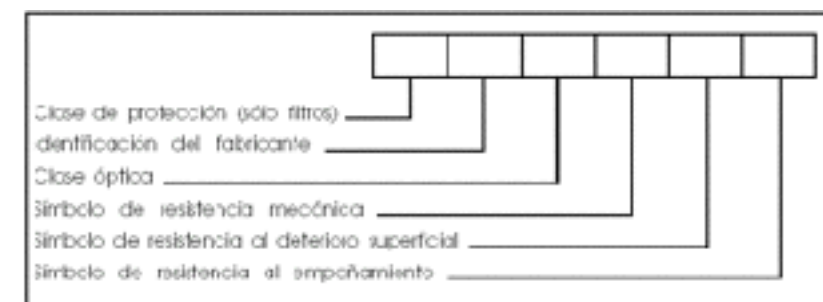 Clase de protección (sólo filtros)
Identificación del fabricante
Clase óptica
Símbolo de resistencia mecánica
Símbolo de resistencia al deterioro superficial
Símbolo de resistencia al empañamiento